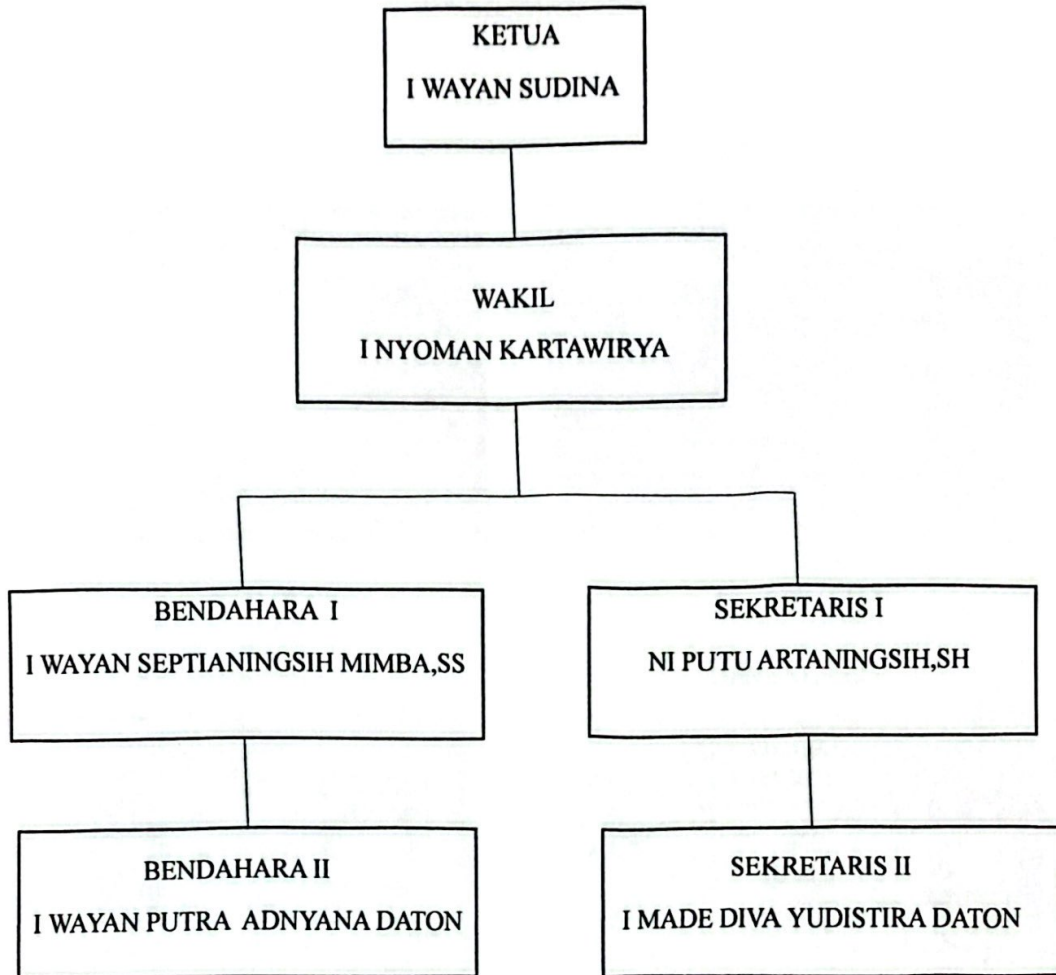 KETUA
I WAYAN SUDINA
WAKIL
I NYOMAN KARTAWIRYA
BENDAHARA I
I WAYAN SEPTIANINGSIH MIMBA,SS
SEKRETARIS I
NI PUTU ARTANINGSIH,SH
BENDAHARA II
I WAYAN PUTRA ADNYANA DATON
SEKRETARIS II
I MADE DIVA YUDISTIRA DATON